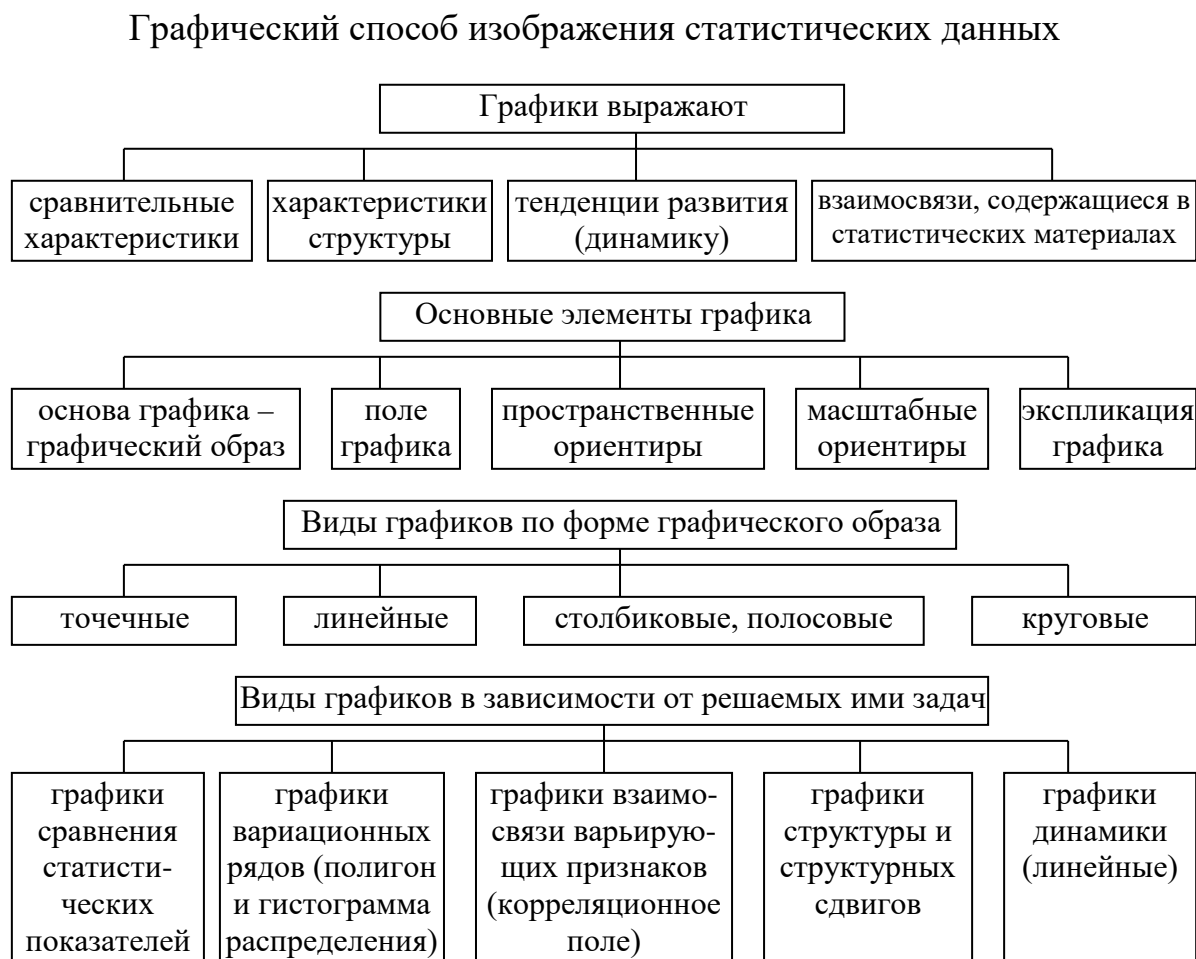 Графический способ изображения статистических данных
Графики выражают
сравнительные
характеристики
характеристики
структуры
тенденции развития
(динамику)
взаимосвязи, содержащиеся в
статистических материалах
Основные элементы графика
основа графика –
графический образ
поле
графика
пространственные
ориентиры
масштабные
ориентиры
экспликация
графика
Виды графиков по форме графического образа
точечные
линейные
столбиковые, полосовые
круговые
Виды графиков в зависимости от решаемых ими задач
графики
сравнения
статисти-
ческих
показателей
графики
вариационных
рядов (полигон
и гистограмма
распределения)
графики взаимо-
связи варьирую-
щих признаков
(корреляционное
поле)
графики
структуры и
структурных
сдвигов
графики
динамики
(линейные)